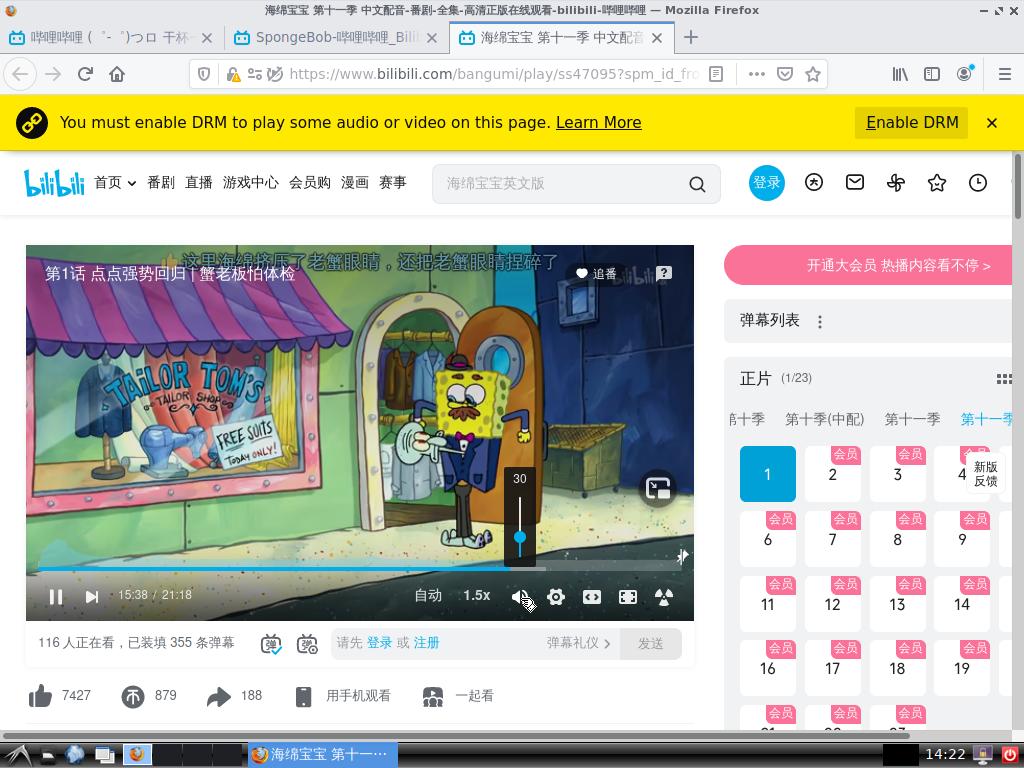 海绵宝宝 第十一季 中文配音-番剧-全集-高清正版在线观看-bilibili-哔哩哔哩 — Mozilla Firefox
哔哩哔哩 (゜-゜)つロ 干杯-
SpongeBob-哔哩哔哩_Bili
海绵宝宝 第十一季 中文配音
https://www.bilibili.com/bangumi/play/ss47095?spm_id_fro
You must enable DRM to play some audio or video on this page. Learn More
Enable DRM
bilibili
首页 番剧 直播 游戏中心 会员购 漫画 赛事
海绵宝宝英文版
登录
这里海绵挤压了老蟹眼睛，还把老蟹眼睛捏碎了
第1话 点点强势回归 | 蟹老板怕体检
追番
TAILOR TOM'S
TAILOR SHOP
FREE SUITS
TODAY ONLY!
30
15:38 / 21:18
自动
1.5x
116 人正在看，已装填 355 条弹幕
弹
弹
请先 登录 或 注册
弹幕礼仪
发送
7427
879
188
用手机观看
一起看
开通大会员 热播内容看不停 >
弹幕列表
正片 (1/23)
第十季 第十季(中配) 第十一季 第十一季
1
会员 2
会员 3
会员 4
新版
反馈
会员 6
会员 7
会员 8
会员 9
会员 11
会员 12
会员 13
会员 14
会员 16
会员 17
会员 18
会员 19
会员
会员
会员
海绵宝宝 第十一…
14:22